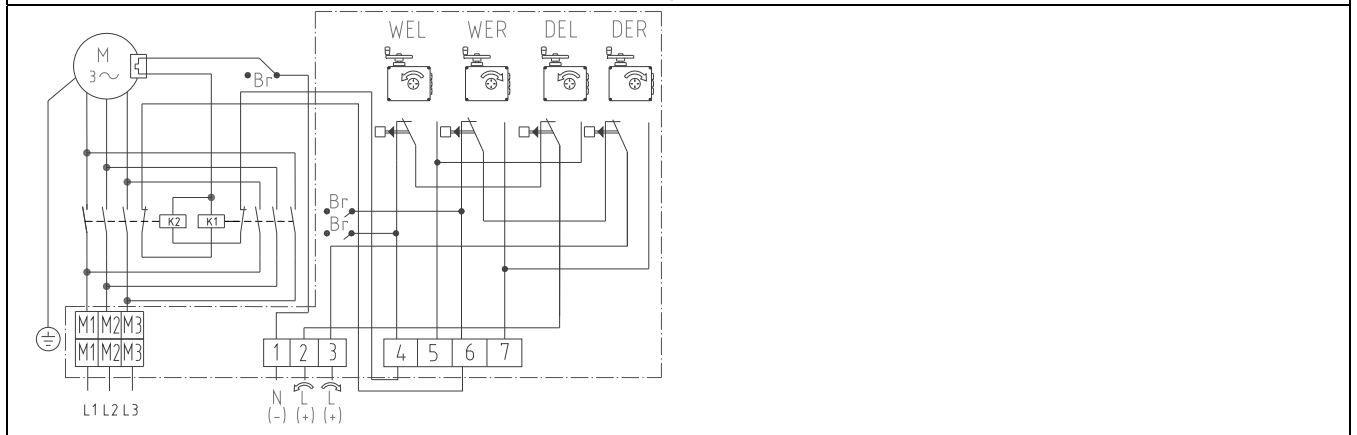 WEL WER DEL DER
M
3~
Br
Br
Br
K2 K1
M1 M2 M3
M1 M2 M3
1 2 3 4 5 6 7
N L L
(-) (+) (+)
L1 L2 L3